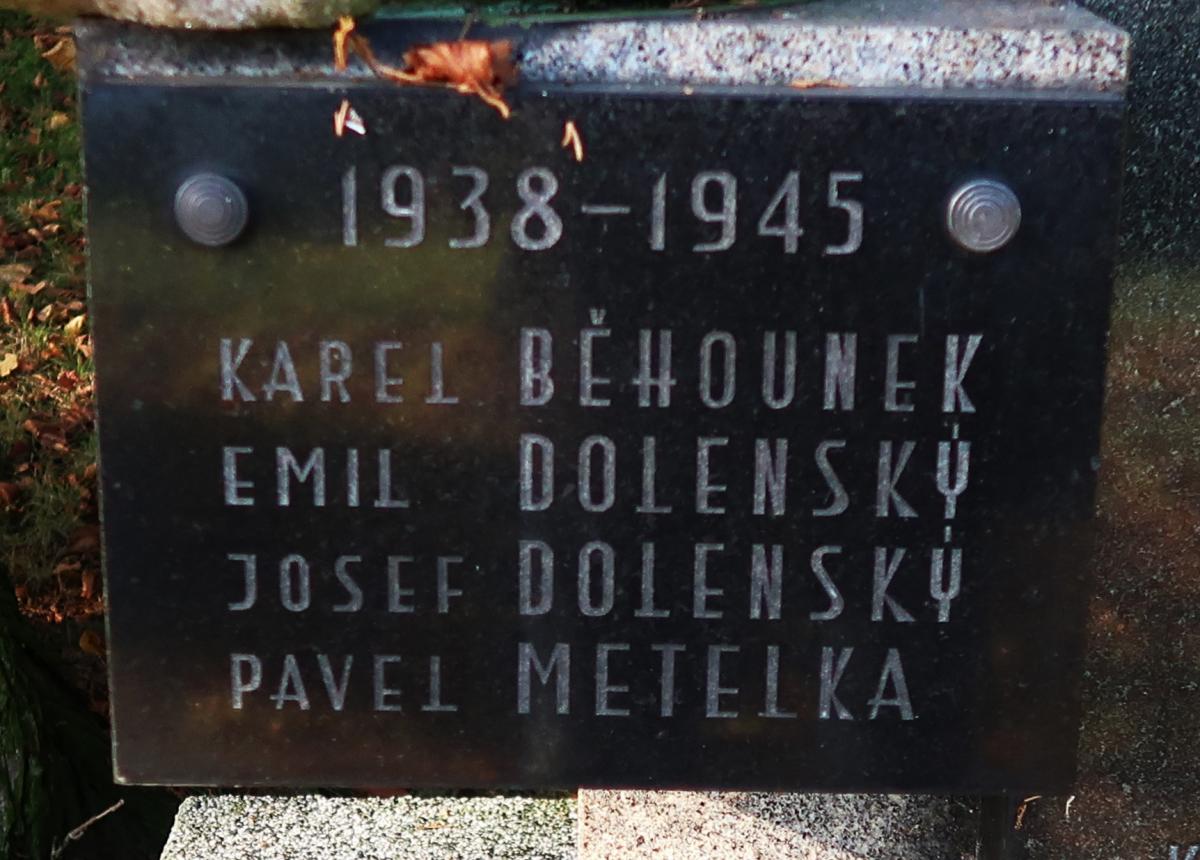 1938-1945
KAREL BĚHOUNEK
EMIL DOLENSKÝ
JOSEF DOLENSKÝ
PAVEL METELKA